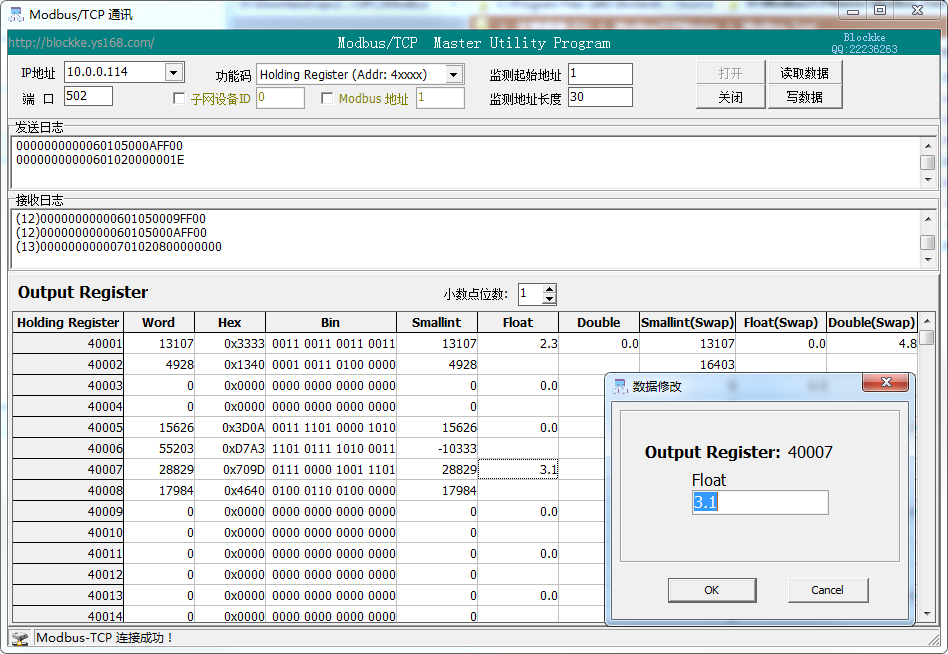 Modbus/TCP 通讯
http://blockke.ys168.com/
Modbus/TCP Master Utility Program
Blockke
QQ:22236263
IP地址 10.0.0.114 功能码 Holding Register (Addr: 4xxxx) 监测起始地址 1 打开 读取数据
端 口 502 子网设备ID 0 Modbus 地址 1 监测地址长度 30 关闭 写数据
发送日志
0000000000060105000AFF00
00000000000601020000001E
接收日志
(12)00000000000601050009FF00
(12)0000000000060105000AFF00
(13)00000000000701020800000000
Output Register 小数点位数: 1
Holding Register Word Hex Bin Smallint Float Double Smallint(Swap) Float(Swap) Double(Swap)
40001 13107 0x3333 0011 0011 0011 0011 13107 2.3 0.0 13107 0.0 4.8
40002 4928 0x1340 0001 0011 0100 0000 4928 16403
40003 0 0x0000 0000 0000 0000 0000 0 0.0
40004 0 0x0000 0000 0000 0000 0000 0
40005 15626 0x3D0A 0011 1101 0000 1010 15626 0.0
40006 55203 0xD7A3 1101 0111 1010 0011 -10333
40007 28829 0x709D 0111 0000 1001 1101 28829 3.1
40008 17984 0x4640 0100 0110 0100 0000 17984
40009 0 0x0000 0000 0000 0000 0000 0 0.0
40010 0 0x0000 0000 0000 0000 0000 0
40011 0 0x0000 0000 0000 0000 0000 0 0.0
40012 0 0x0000 0000 0000 0000 0000 0
40013 0 0x0000 0000 0000 0000 0000 0 0.0
40014 0 0x0000 0000 0000 0000 0000 0
数据修改
Output Register: 40007
Float
3.1
OK Cancel
Modbus-TCP 连接成功！